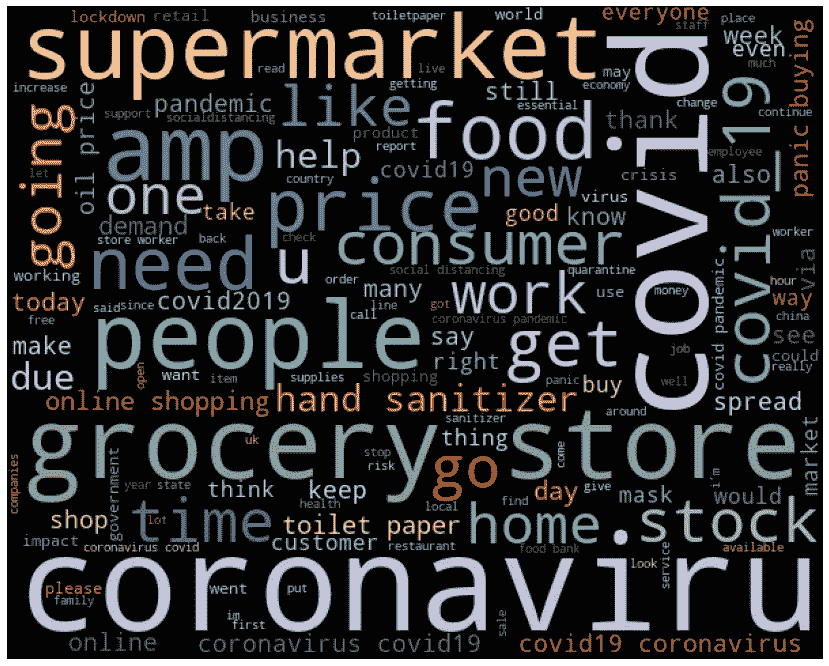 lockdown
retail
business
toiletpaper
world
everyone
place
staff
supermarket
read
live
may
week
even
economy
much
increase
getting
still
essential
change
continue
panic buying
going
oil price
support
pandemic
socialdistancing
like
product
report
food
thank
covid
covid_19
let
amp
help
country
covid19
new
virus
crisis
employee
also
one
take
price
good
know
worker
demand
store worker
back
check
u
consumer
need
social distancing
quarantine
via
working
today
said
since
covid2019
order
many
line
got
work
use
money
hour
china
way
free
call
coronavirus pandemic
covid pandemic
make
people
say
get
job
see
could
due
open
want
item
supplies
shopping
right
panic
buy
well
really
online shopping
hand sanitizer
sanitizer
around
spread
grocery store
uk
stop
risk
thing
go
come
i'm
market
companies
year
state
government
think
keep
health
local
find
day
give
mask
would
shop
lot
time
toilet paper
home
stock
impact
coronavirus covid
customer
restaurant
food bank
look
service
available
coronaviru
please
family
went
put
im
first
sale
online
coronavirus covid19
covid19 coronavirus